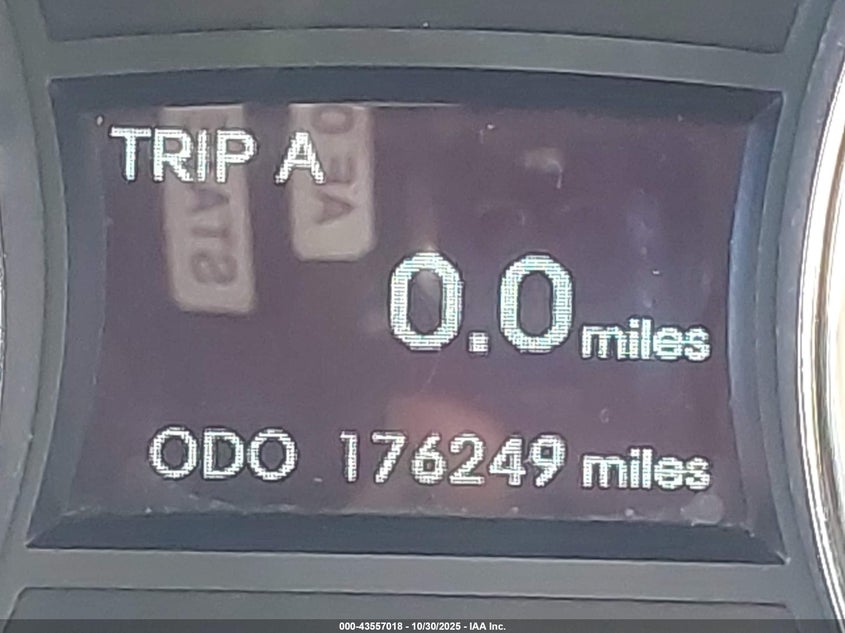 TRIP A
0.0 miles
ODO 176249 miles
000-43557018 - 10/30/2025 - IAA Inc.